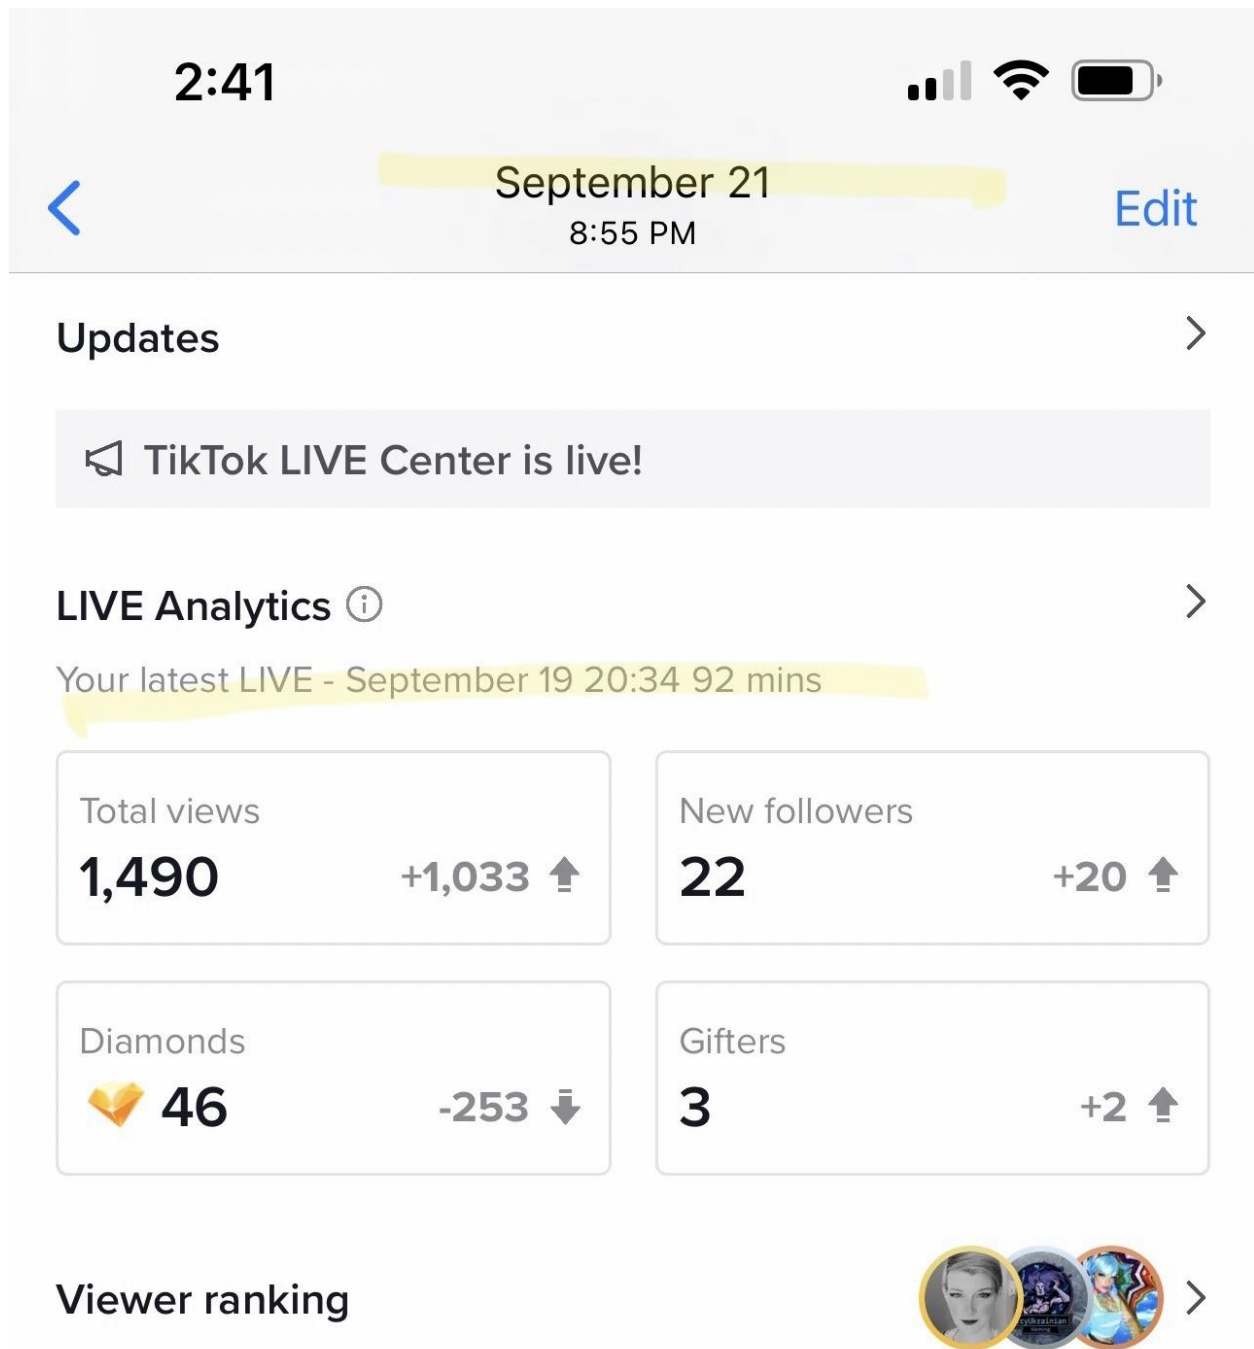 2:41
September 21
8:55 PM
Edit
Updates
TikTok LIVE Center is live!
LIVE Analytics
Your latest LIVE - September 19 20:34 92 mins
Total views
1,490 +1,033
New followers
22 +20
Diamonds
46 -253
Gifters
3 +2
Viewer ranking